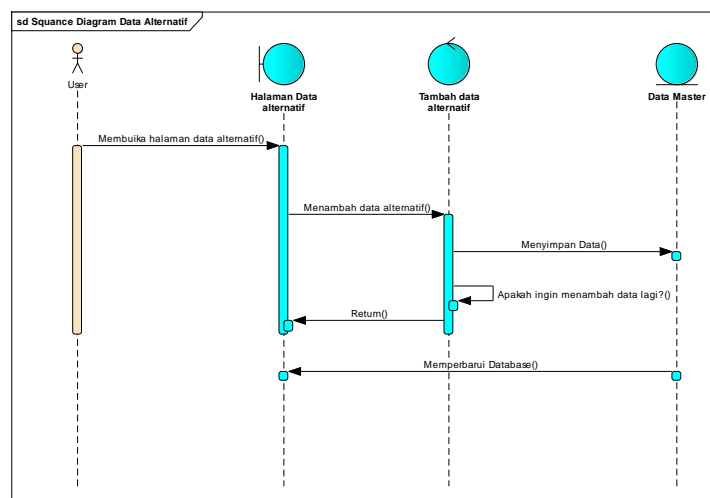 sd Squance Diagram Data Alternatif
User
Halaman Data
alternatif
Tambah data
alternatif
Data Master
Membuika halaman data alternatif()
Menambah data alternatif()
Menyimpan Data()
Apakah ingin menambah data lagi?()
Return()
Memperbarui Database()